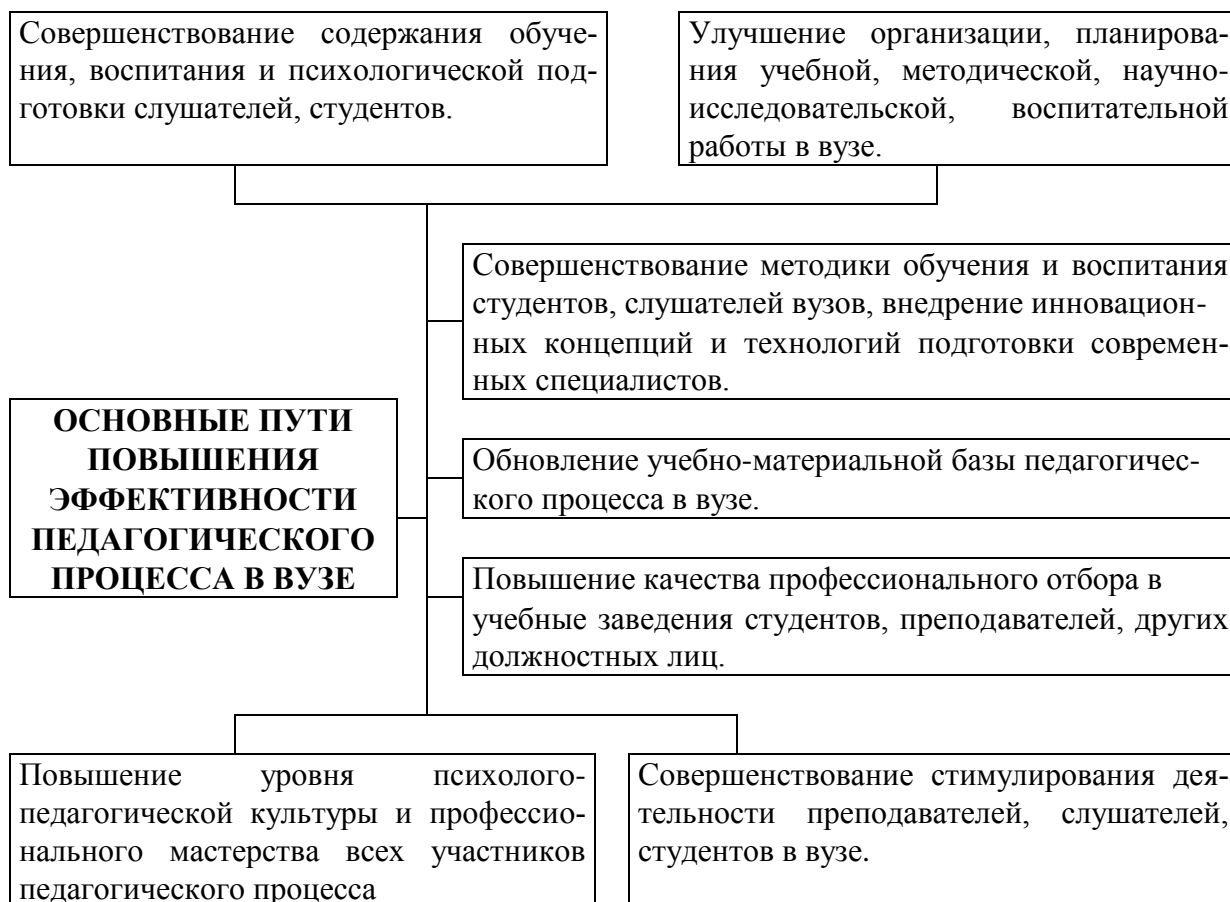 Совершенствование содержания обуче-
ния, воспитания и психологической под-
готовки слушателей, студентов.
Улучшение организации, планирова-
ния учебной, методической, научно-
исследовательской, воспитательной
работы в вузе.
Совершенствование методики обучения и воспитания
студентов, слушателей вузов, внедрение инновацион-
ных концепций и технологий подготовки современ-
ных специалистов.
ОСНОВНЫЕ ПУТИ
ПОВЫШЕНИЯ
ЭФФЕКТИВНОСТИ
ПЕДАГОГИЧЕСКОГО
ПРОЦЕССА В ВУЗЕ
Обновление учебно-материальной базы педагогичес-
кого процесса в вузе.
Повышение качества профессионального отбора в
учебные заведения студентов, преподавателей, других
должностных лиц.
Повышение уровня психолого-
педагогической культуры и профессио-
нального мастерства всех участников
педагогического процесса
Совершенствование стимулирования дея-
тельности преподавателей, слушателей,
студентов в вузе.